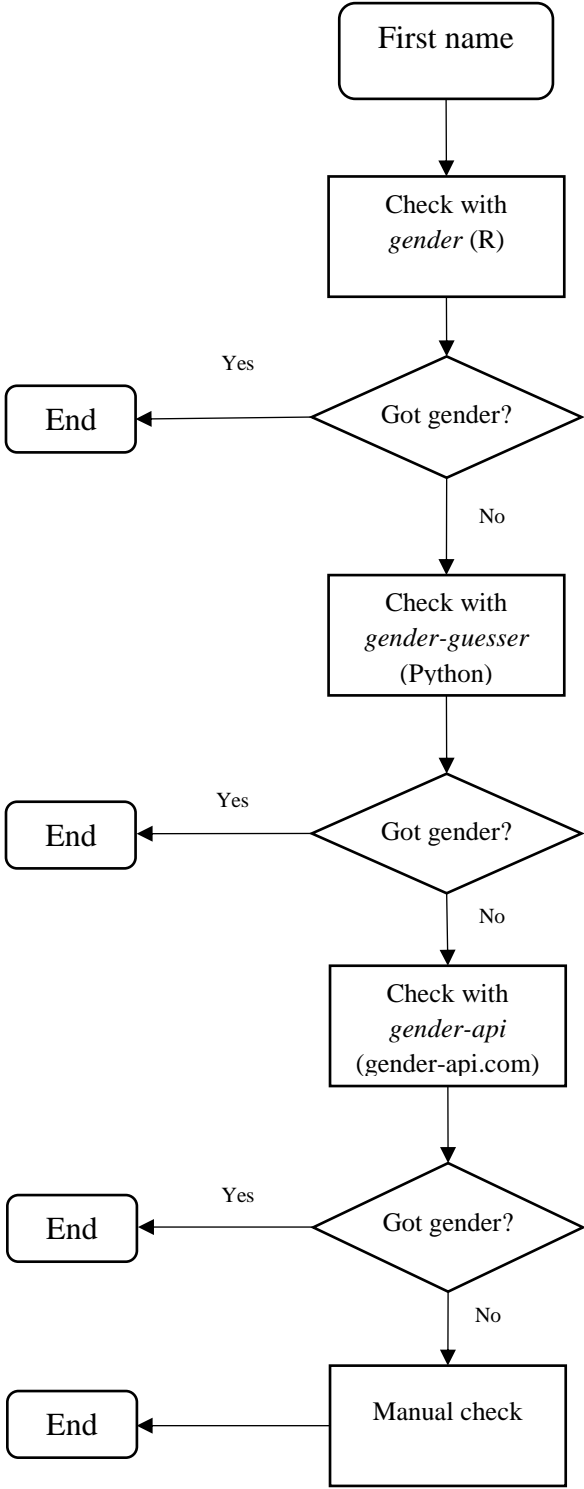 First name
Check with
gender (R)
Yes
End
Got gender?
No
Check with
gender-guesser
(Python)
Yes
End
Got gender?
No
Check with
gender-api
(gender-api.com)
Yes
End
Got gender?
No
End
Manual check